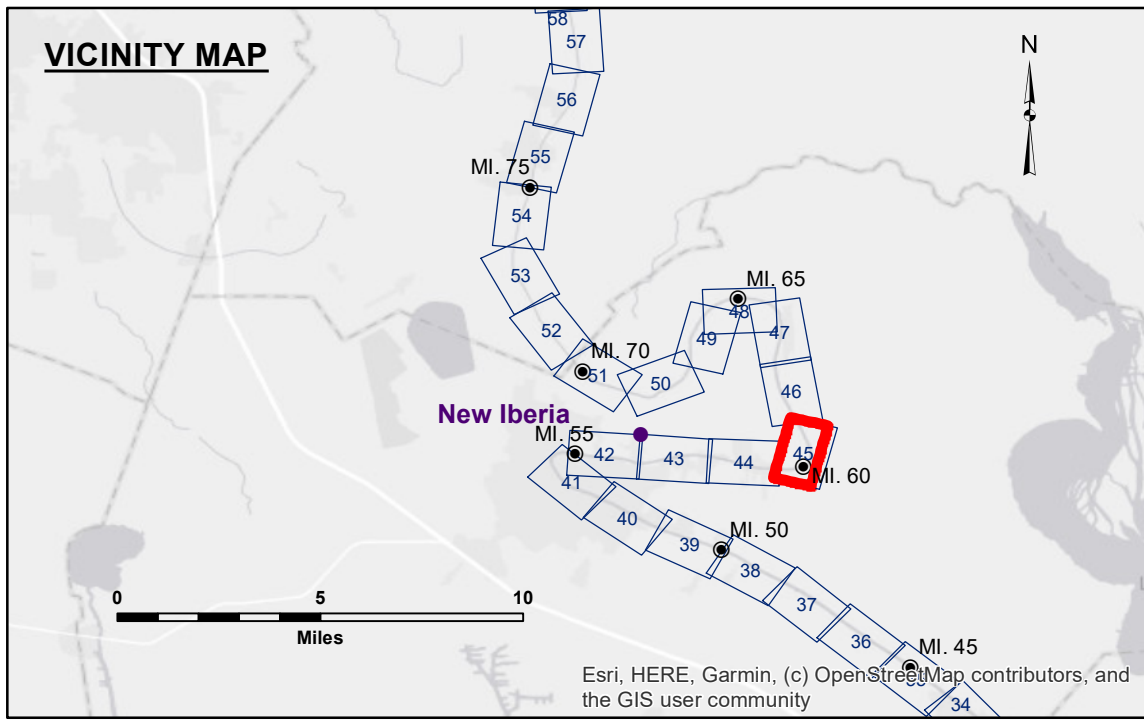 VICINITY MAP
N
58
57
56
55
MI. 75
54
53
52
MI. 70
51
50
49
MI. 65
48
47
46
New Iberia
MI. 55
42
43
44
45
MI. 60
41
40
39
MI. 50
38
37
36
MI. 45
34
0 5 10
Miles
Esri, HERE, Garmin, (c) OpenStreetMap contributors, and
the GIS user community